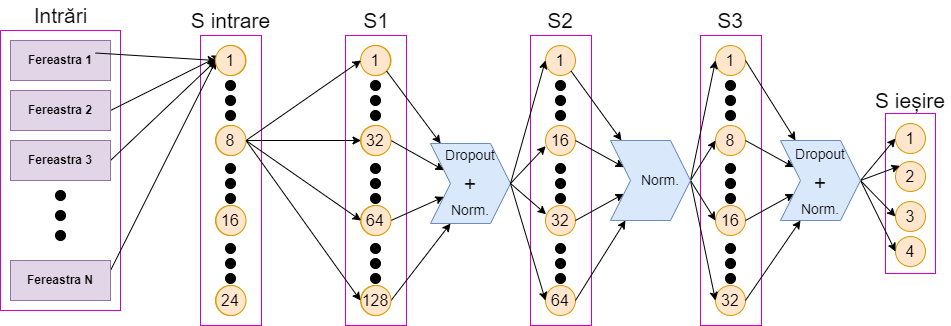 Intrări
Fereastra 1
Fereastra 2
Fereastra 3
Fereastra N
S intrare
1
8
16
24
S1
1
32
64
128
Dropout
+
Norm.
S2
1
16
32
64
Norm.
S3
1
8
16
32
Dropout
+
Norm.
S ieșire
1
2
3
4